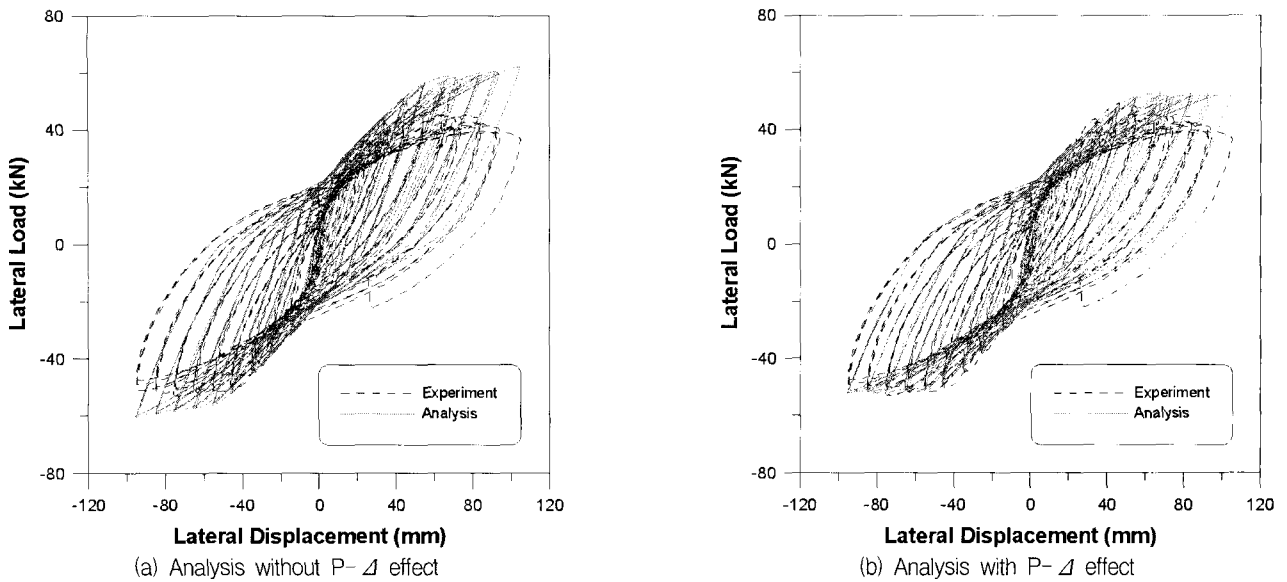 80
40
0
-40
-80
Lateral Load (kN)
Experiment
Analysis
-120
-80
-40
0
40
80
120
Lateral Displacement (mm)
(a) Analysis without P-Δ effect
80
40
0
-40
-80
Lateral Load (kN)
Experiment
Analysis
-120
-80
-40
0
40
80
120
Lateral Displacement (mm)
(b) Analysis with P-Δ effect